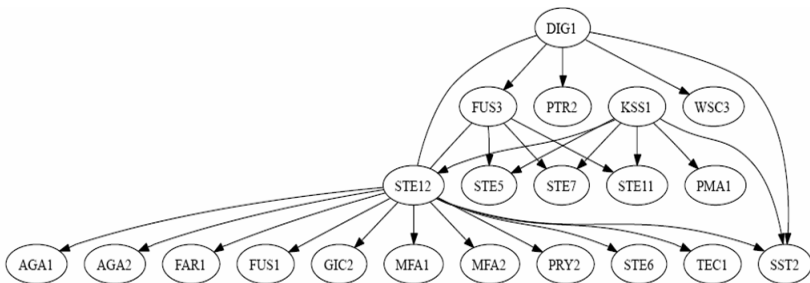 DIG1
FUS3 PTR2 KSS1 WSC3
STE12 STE5 STE7 STE11 PMA1
AGA1 AGA2 FAR1 FUS1 GIC2 MFA1 MFA2 PRY2 STE6 TEC1 SST2